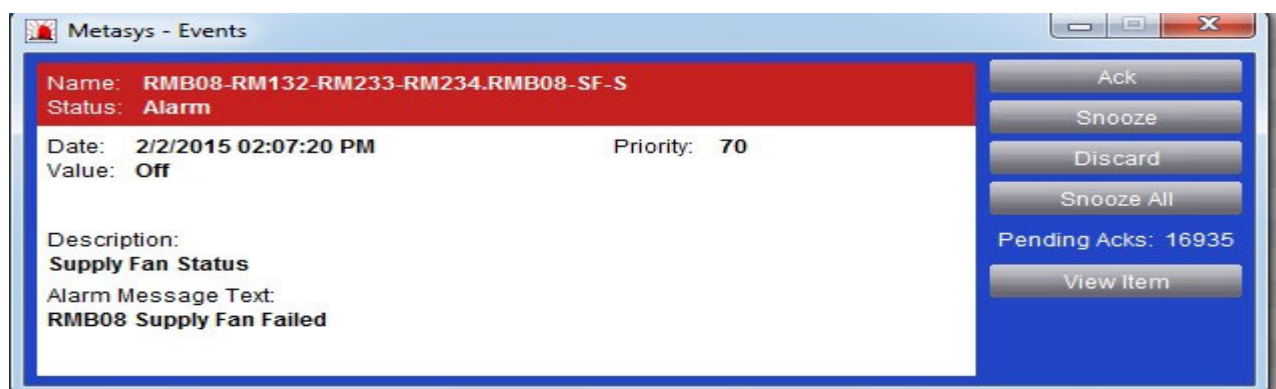 Metasys - Events
Name: RMB08-RM132-RM233-RM234.RMB08-SF-S
Status: Alarm
Date: 2/2/2015 02:07:20 PM Priority: 70
Value: Off
Description:
Supply Fan Status
Alarm Message Text:
RMB08 Supply Fan Failed
Ack
Snooze
Discard
Snooze All
Pending Acks: 16935
View Item